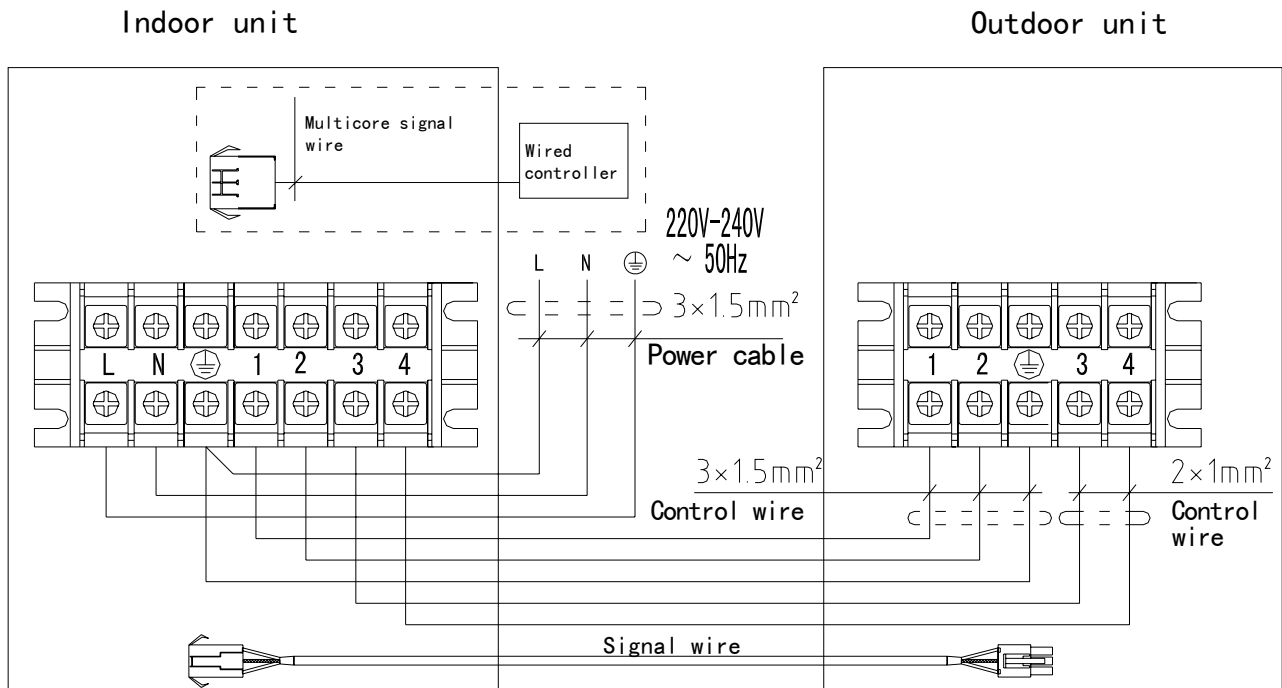 Indoor unit
Outdoor unit
Multicore signal
wire
Wired
controller
220V-240V
~ 50Hz
L N ⏚
3×1.5mm²
Power cable
L N ⏚ 1 2 3 4
1 2 ⏚ 3 4
3×1.5mm²
Control wire
2×1mm²
Control
wire
Signal wire